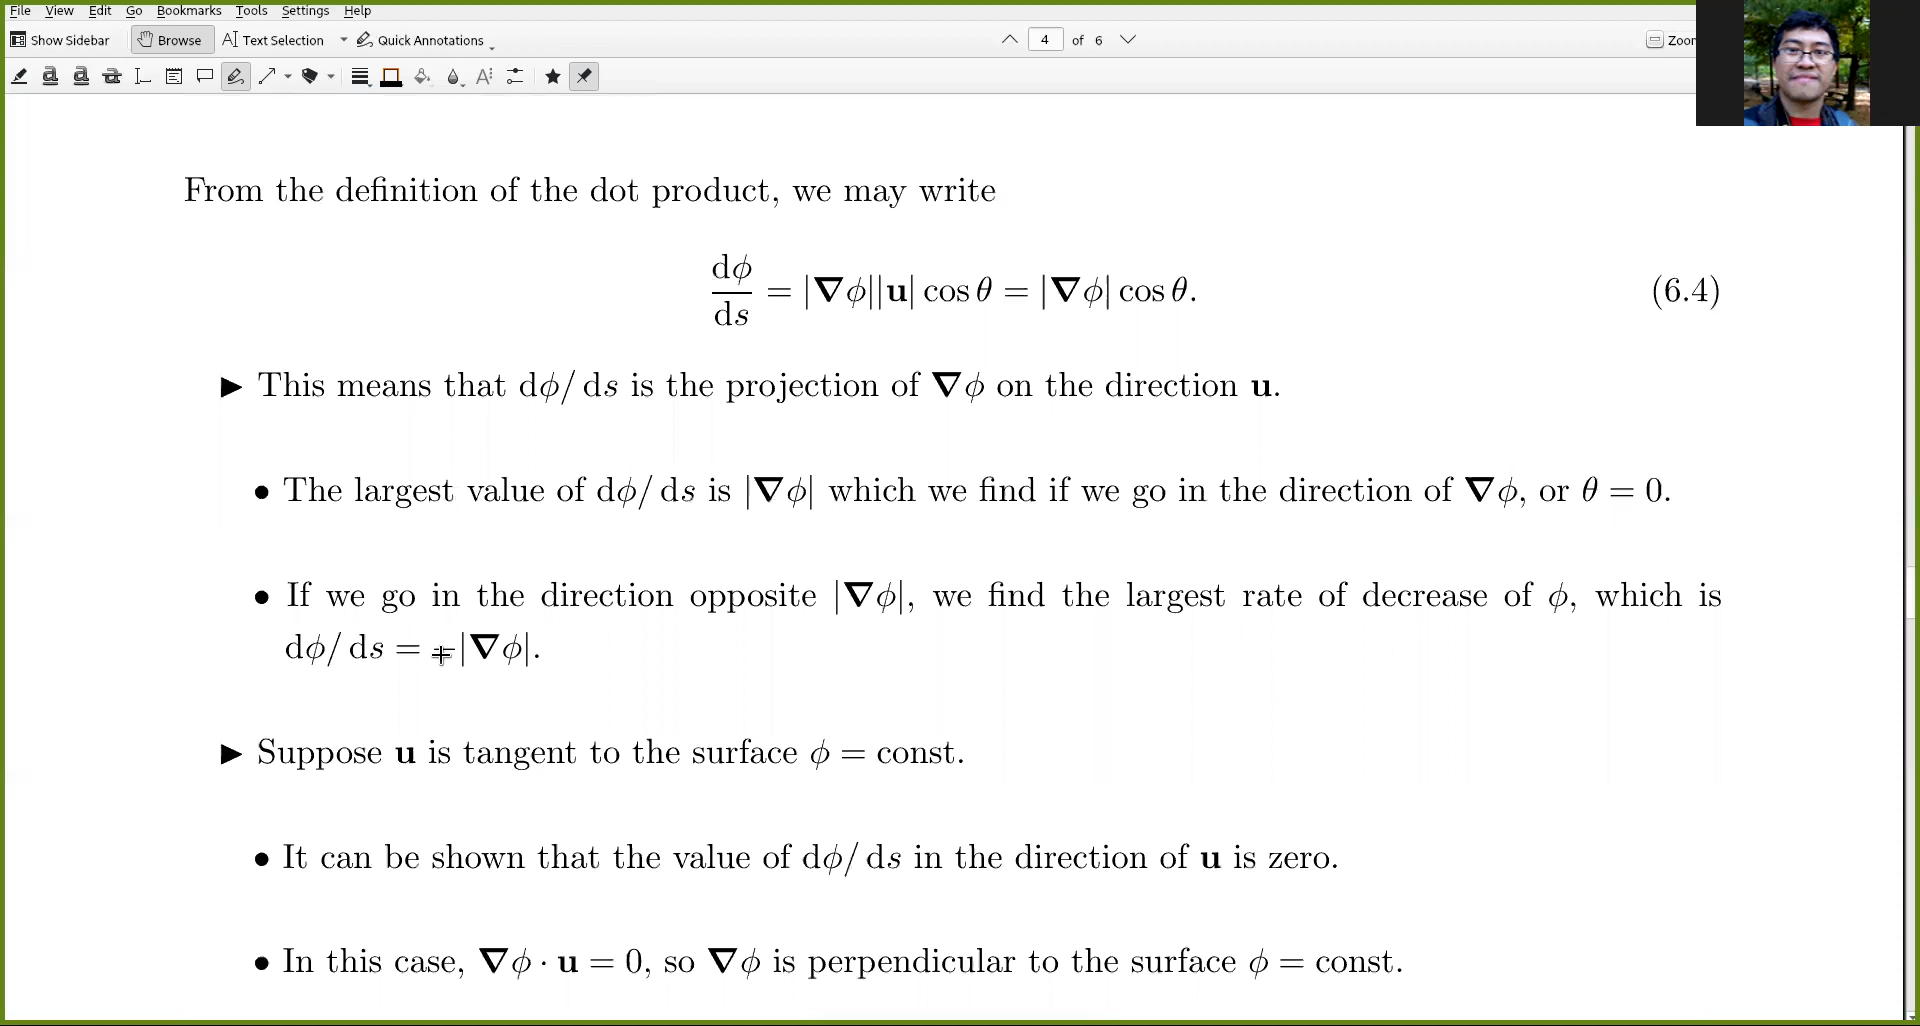 File View Edit Go Bookmarks Tools Settings Help
Show Sidebar Browse Text Selection Quick Annotations 4 of 6
From the definition of the dot product, we may write
dϕ/ds = |∇ϕ||u| cos θ = |∇ϕ| cos θ. (6.4)
▶ This means that dϕ/ ds is the projection of ∇ϕ on the direction u.
• The largest value of dϕ/ ds is |∇ϕ| which we find if we go in the direction of ∇ϕ, or θ = 0.
• If we go in the direction opposite |∇ϕ|, we find the largest rate of decrease of ϕ, which is
dϕ/ ds = −|∇ϕ|.
▶ Suppose u is tangent to the surface ϕ = const.
• It can be shown that the value of dϕ/ ds in the direction of u is zero.
• In this case, ∇ϕ · u = 0, so ∇ϕ is perpendicular to the surface ϕ = const.